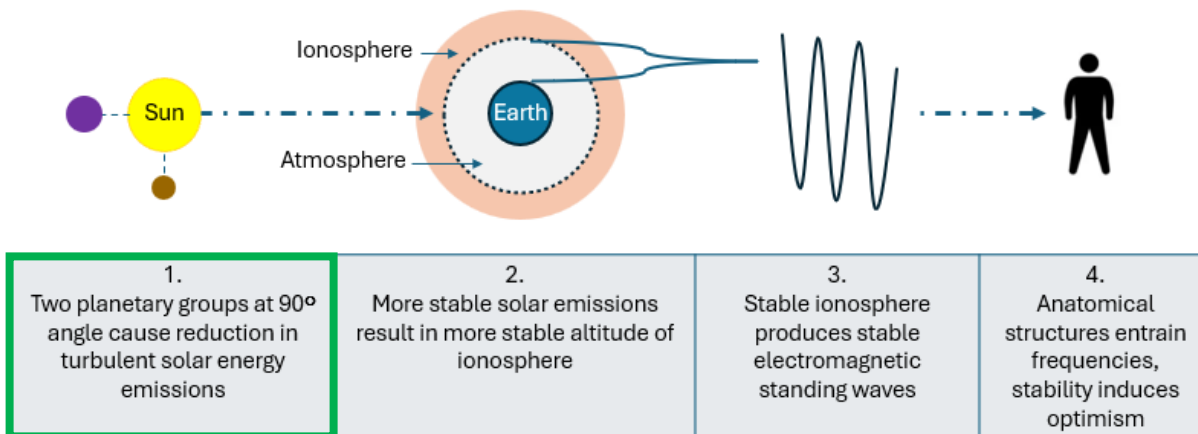 Ionosphere
Sun
Earth
Atmosphere
1.
Two planetary groups at 90°
angle cause reduction in
turbulent solar energy
emissions
2.
More stable solar emissions
result in more stable altitude of
ionosphere
3.
Stable ionosphere
produces stable
electromagnetic
standing waves
4.
Anatomical
structures entrain
frequencies,
stability induces
optimism